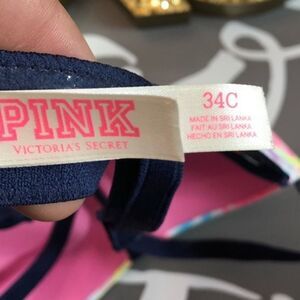 PINK
VICTORIA'S SECRET
34C
MADE IN SRI LANKA
FAIT AU SRI LANKA
HECHO EN SRI LANKA